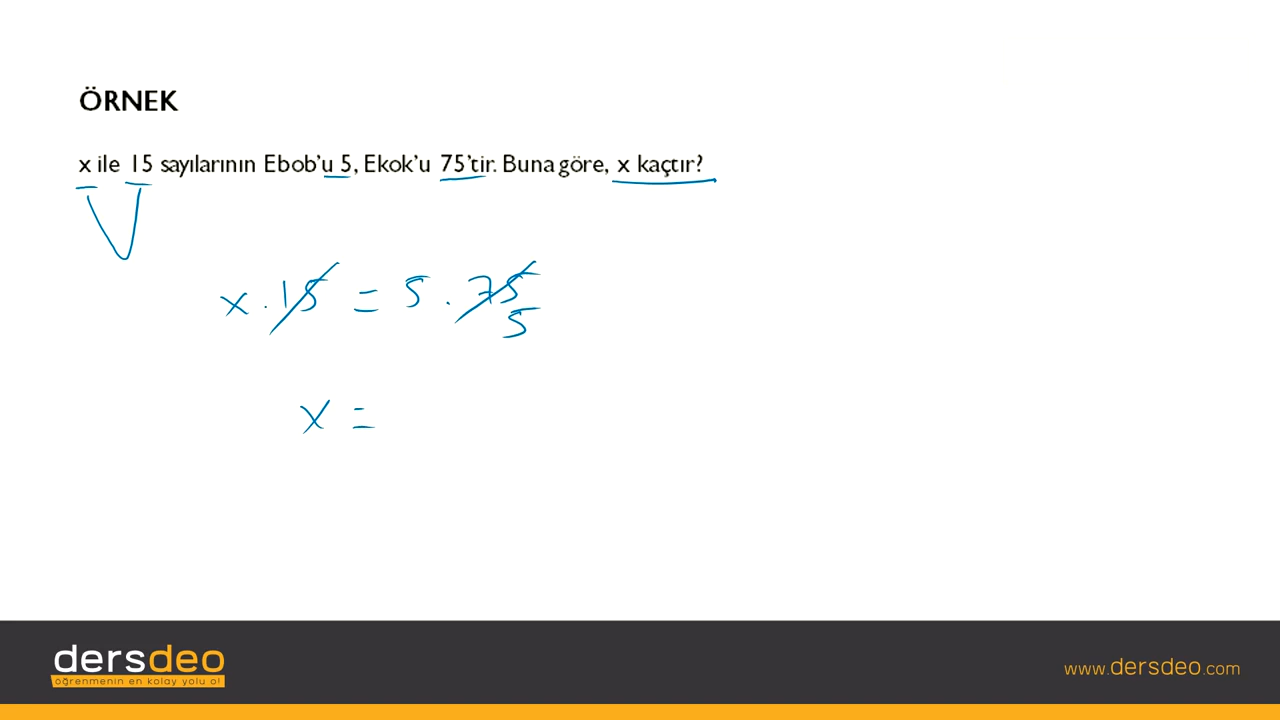 ÖRNEK
x ile 15 sayılarının Ebob'u 5, Ekok'u 75'tir. Buna göre, x kaçtır?
x . 15 = 5 . 75
5
x =
dersdeo
öğrenmenin en kolay yolu o!
www.dersdeo.com